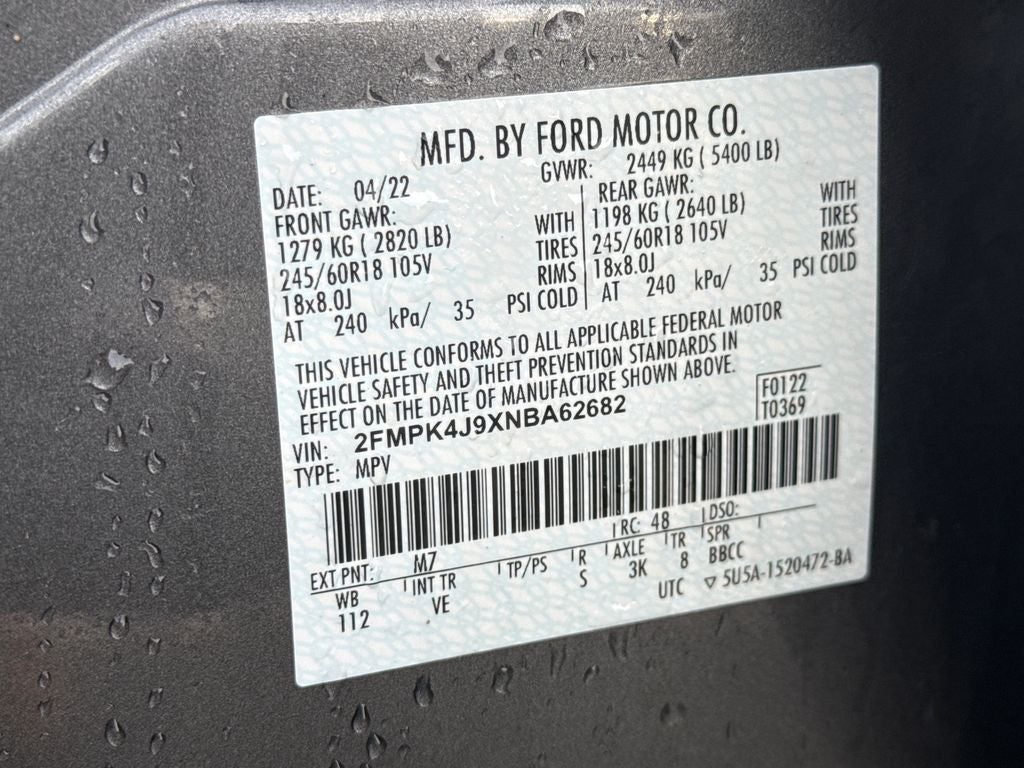 MFD. BY FORD MOTOR CO.
DATE: 04/22 GVWR: 2449 KG ( 5400 LB)
FRONT GAWR: REAR GAWR:
1279 KG ( 2820 LB) WITH 1198 KG ( 2640 LB) WITH
245/60R18 105V TIRES 245/60R18 105V TIRES
18x8.0J RIMS 18x8.0J RIMS
AT 240 kPa/ 35 PSI COLD AT 240 kPa/ 35 PSI COLD
THIS VEHICLE CONFORMS TO ALL APPLICABLE FEDERAL MOTOR
VEHICLE SAFETY AND THEFT PREVENTION STANDARDS IN
EFFECT ON THE DATE OF MANUFACTURE SHOWN ABOVE.
VIN: 2FMPK4J9XNBA62682 F0122
TYPE: MPV T0369
EXT PNT: M7 RC: 48 DSO:
WB INT TR TP/PS R AXLE TR SPR
112 VE S 3K 8 BBCC
UTC ▽ 5U5A-1520472-BA